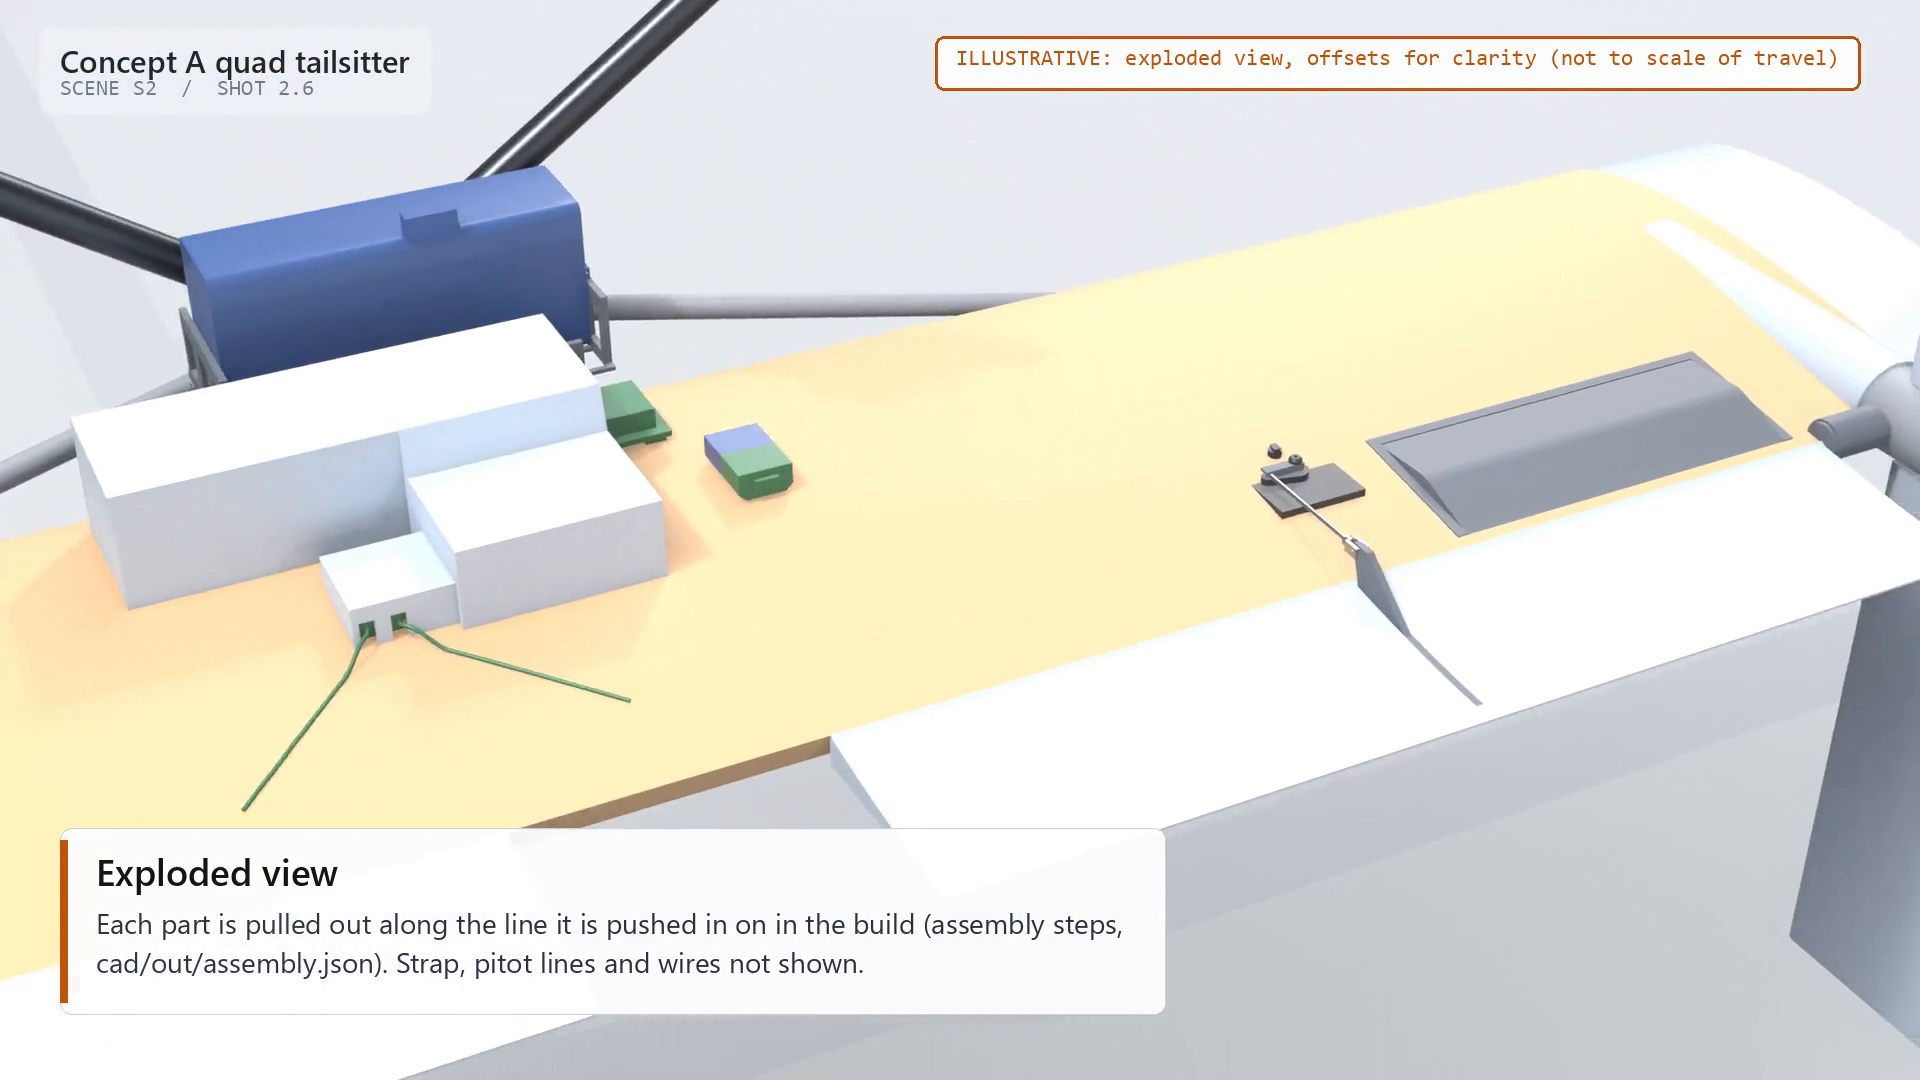 Concept A quad tailsitter
SCENE S2 / SHOT 2.6
ILLUSTRATIVE: exploded view, offsets for clarity (not to scale of travel)
Exploded view
Each part is pulled out along the line it is pushed in on in the build (assembly steps,
cad/out/assembly.json). Strap, pitot lines and wires not shown.